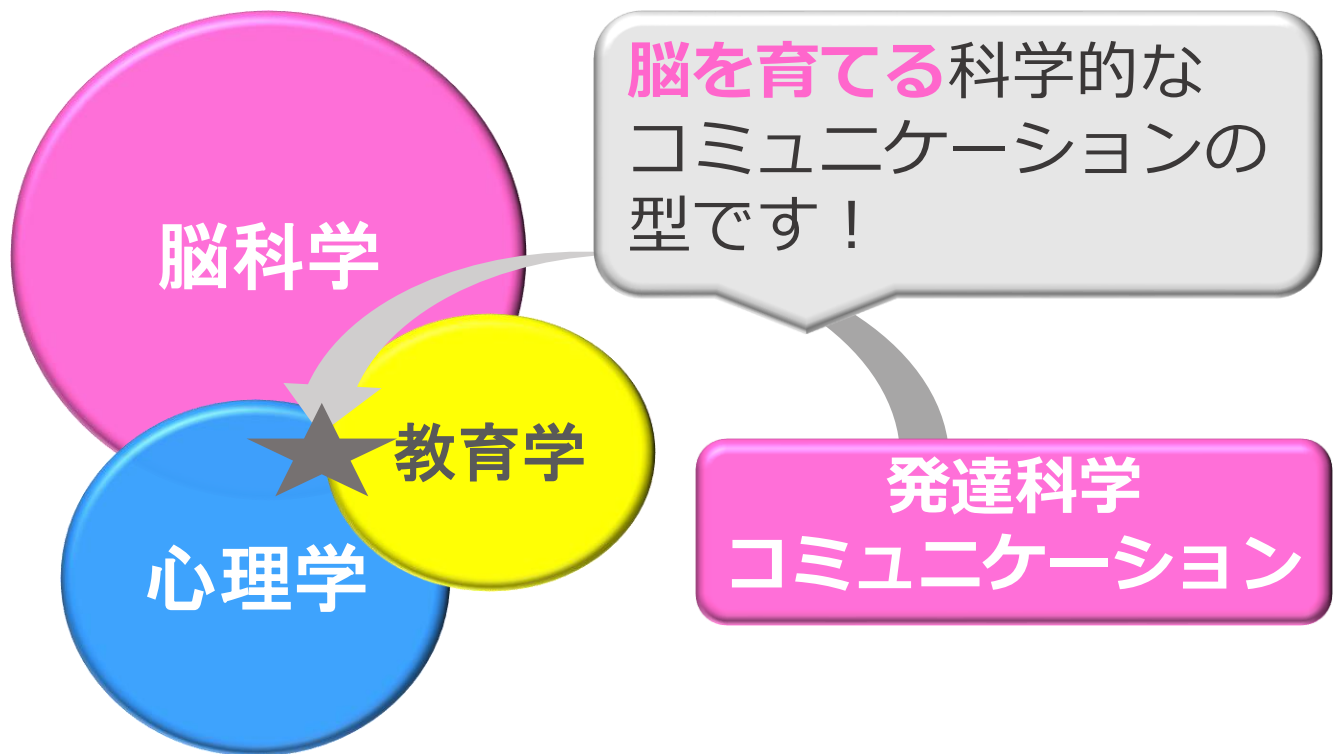 脳を育てる科学的な
コミュニケーションの
型です！
脳科学
教育学
心理学
発達科学
コミュニケーション